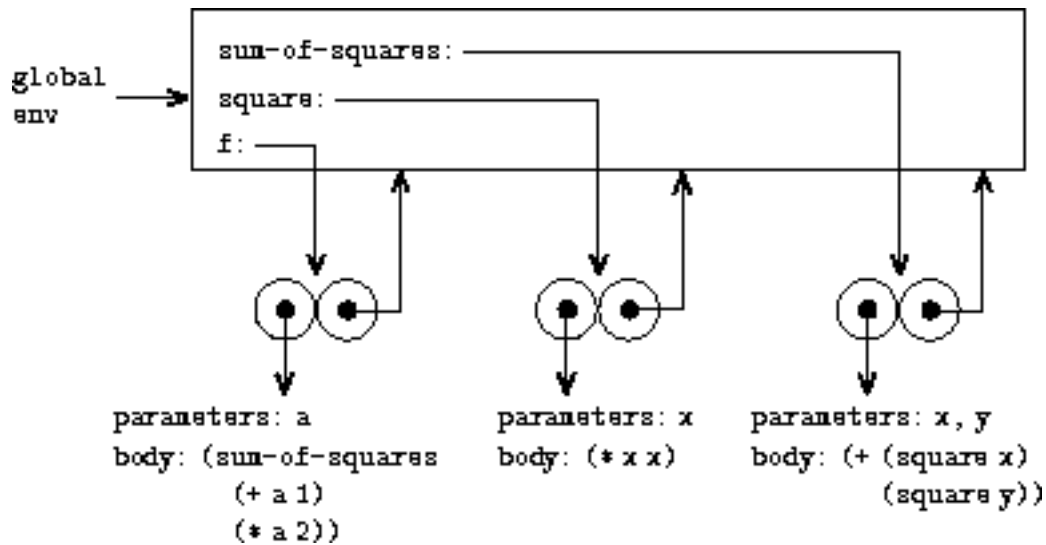 sum-of-squares:
global
env
square:
f:
parameters: a
body: (sum-of-squares
(+ a 1)
(* a 2))
parameters: x
body: (* x x)
parameters: x, y
body: (+ (square x)
(square y))